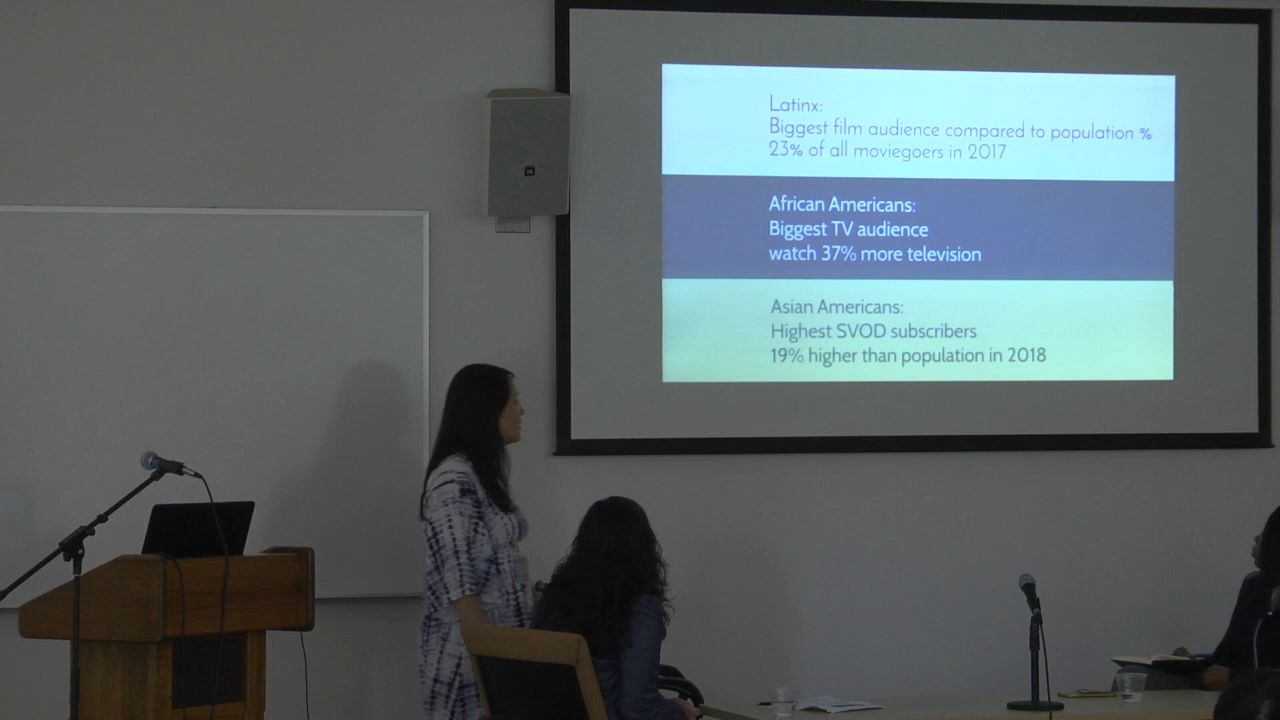 Latinx:
Biggest film audience compared to population %
23% of all moviegoers in 2017
African Americans:
Biggest TV audience
watch 37% more television
Asian Americans:
Highest SVOD subscribers
19% higher than population in 2018